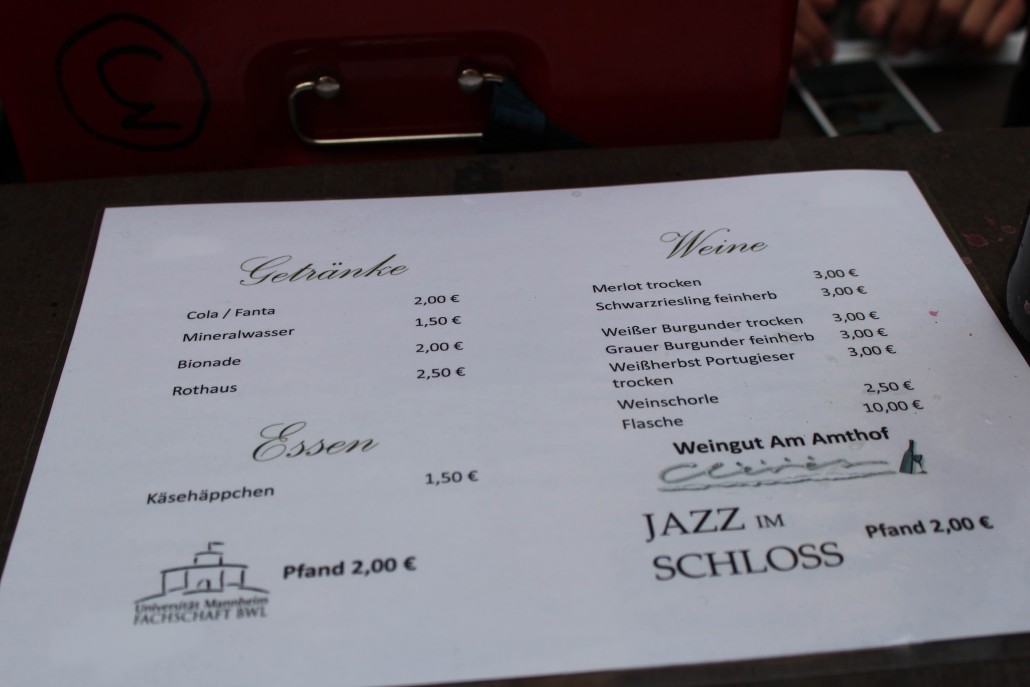 Getränke
Cola / Fanta 2,00 €
Mineralwasser 1,50 €
Bionade 2,00 €
Rothaus 2,50 €
Essen
Käsehäppchen 1,50 €
Universität Mannheim
FACHSCHAFT BWL
Pfand 2,00 €
Weine
Merlot trocken 3,00 €
Schwarzriesling feinherb 3,00 €
Weißer Burgunder trocken 3,00 €
Grauer Burgunder feinherb 3,00 €
Weißherbst Portugieser 3,00 €
trocken
Weinschorle 2,50 €
Flasche 10,00 €
Weingut Am Amthof
JAZZ IM
SCHLOSS
Pfand 2,00 €